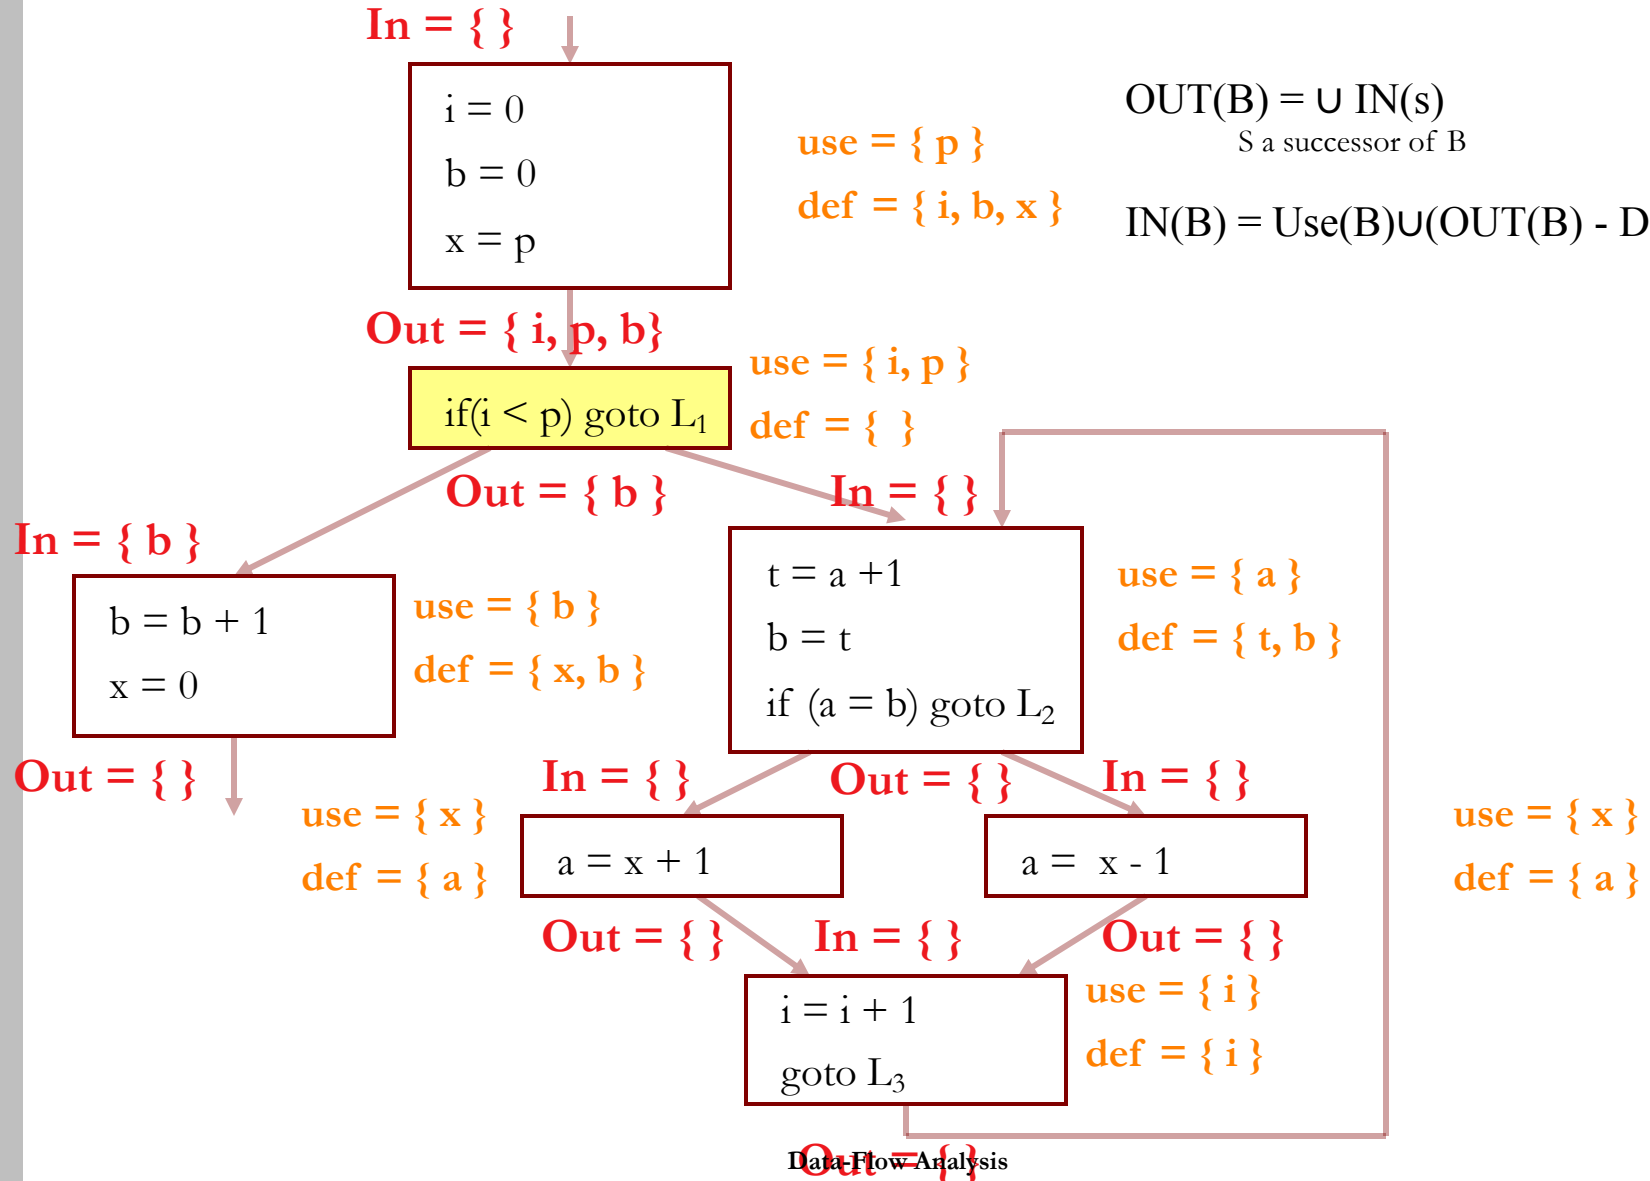 In = { }
i = 0
b = 0
x = p
use = { p }
def = { i, b, x }
OUT(B) = ∪ IN(s)
S a successor of B
IN(B) = Use(B)∪(OUT(B) - D
Out = { i, p, b}
if(i < p) goto L₁
use = { i, p }
def = { }
Out = { b }
In = { }
In = { b }
b = b + 1
x = 0
use = { b }
def = { x, b }
t = a +1
b = t
if (a = b) goto L₂
use = { a }
def = { t, b }
Out = { }
In = { }
Out = { }
In = { }
use = { x }
def = { a }
a = x + 1
a = x - 1
use = { x }
def = { a }
Out = { }
In = { }
Out = { }
i = i + 1
goto L₃
use = { i }
def = { i }
Out = { }
Data-Flow Analysis